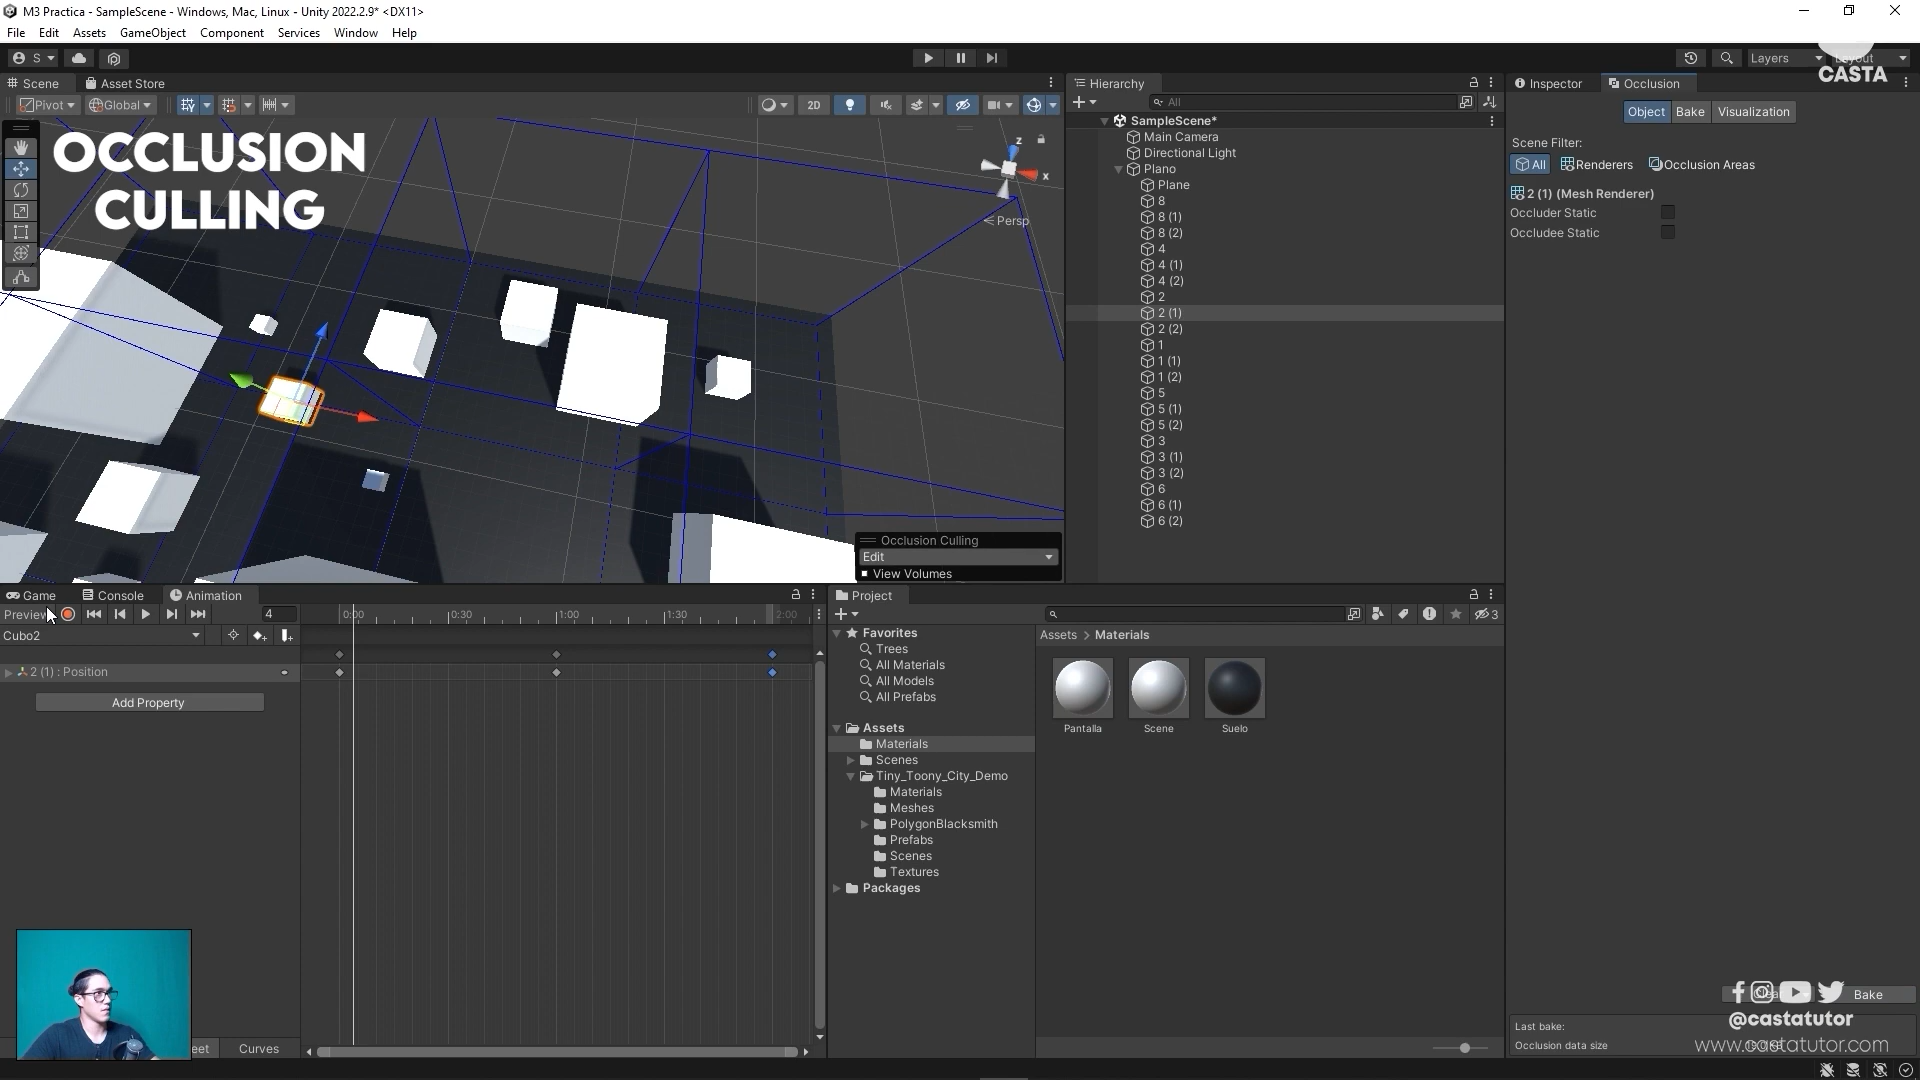 M3 Practica - SampleScene - Windows, Mac, Linux - Unity 2022.2.9* <DX11>
File Edit Assets GameObject Component Services Window Help
S
Layers
Layout
CASTA
Scene Asset Store
Pivot Global
2D
OCCLUSION
CULLING
z
x
Persp
Occlusion Culling
Edit
View Volumes
Hierarchy
All
SampleScene*
Main Camera
Directional Light
Plano
Plane
8
8 (1)
8 (2)
4
4 (1)
4 (2)
2
2 (1)
2 (2)
1
1 (1)
1 (2)
5
5 (1)
5 (2)
3
3 (1)
3 (2)
6
6 (1)
6 (2)
Inspector Occlusion
Object Bake Visualization
Scene Filter:
All Renderers Occlusion Areas
2 (1) (Mesh Renderer)
Occluder Static
Occludee Static
Game Console Animation
Preview 4 0:00 0:30 1:00 1:30 2:00
Cubo2
2 (1) : Position
Add Property
Curves
Project
3
Favorites
Trees
All Materials
All Models
All Prefabs
Assets
Materials
Scenes
Tiny_Toony_City_Demo
Materials
Meshes
PolygonBlacksmith
Prefabs
Scenes
Textures
Packages
Assets > Materials
Pantalla Scene Suelo
Bake
@castatutor
Last bake:
Occlusion data size
www.castatutor.com